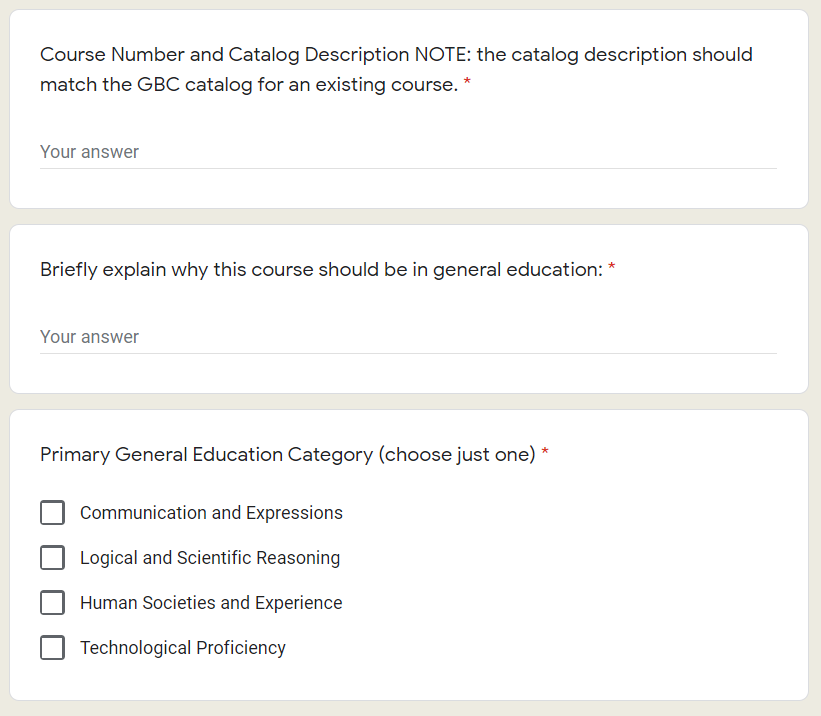 Course Number and Catalog Description NOTE: the catalog description should
match the GBC catalog for an existing course. *
Your answer
Briefly explain why this course should be in general education: *
Your answer
Primary General Education Category (choose just one) *
Communication and Expressions
Logical and Scientific Reasoning
Human Societies and Experience
Technological Proficiency